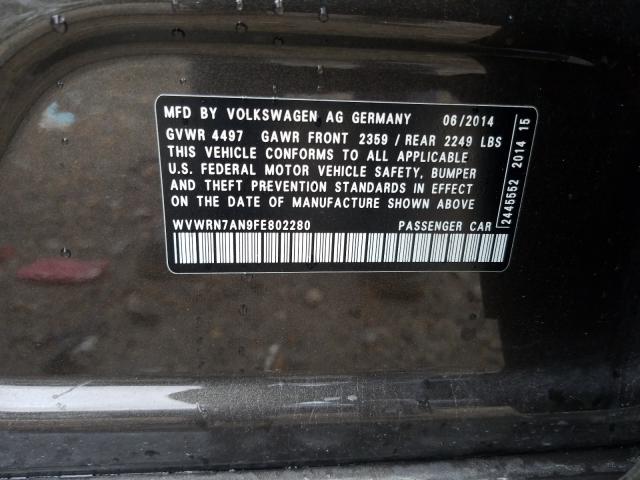 MFD BY VOLKSWAGEN AG GERMANY 06/2014
GVWR 4497 GAWR FRONT 2359 / REAR 2249 LBS
THIS VEHICLE CONFORMS TO ALL APPLICABLE
U.S. FEDERAL MOTOR VEHICLE SAFETY, BUMPER
AND THEFT PREVENTION STANDARDS IN EFFECT
ON THE DATE OF MANUFACTURE SHOWN ABOVE
WVWRN7AN9FE802280 PASSENGER CAR
2445552 2014 15